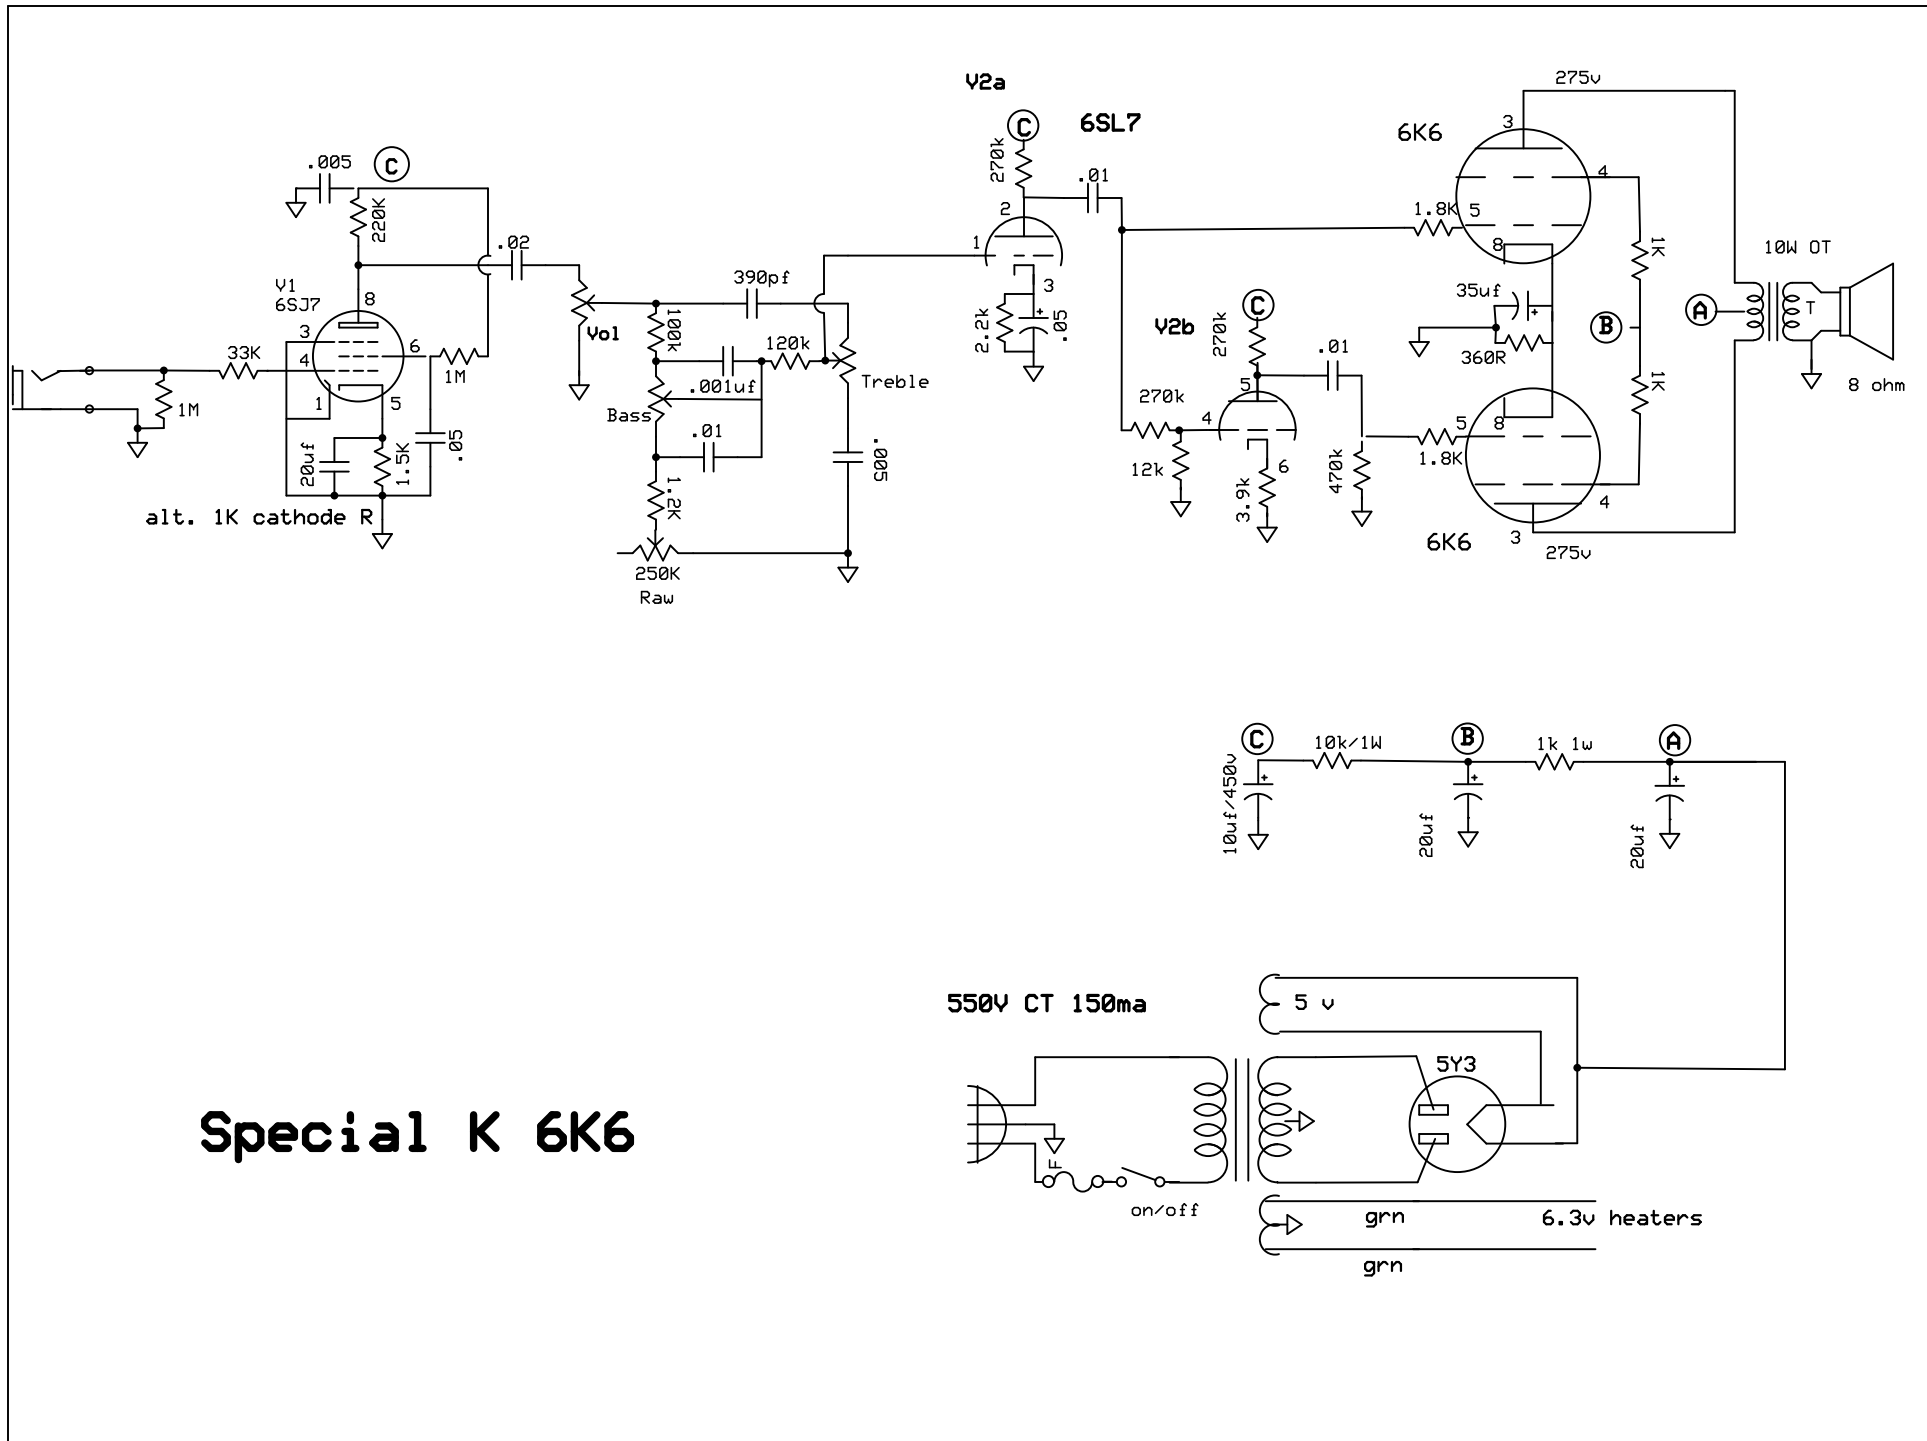 V2a
6SL7
C
270k
2
.01
1
3
2.2k
+
.05
275v
6K6
3
4
1.8K
5
8
1K
10W OT
35uf
+
360R
B
A
T
8 ohm
1K
.005
C
220K
.02
V1
6SJ7
8
3
4
6
33K
1M
1M
1
5
20uf
1.5K
.05
alt. 1K cathode R
Vol
390pf
100k
120k
.001uf
Treble
Bass
.01
.005
1.2K
250K
Raw
V2b
C
270k
5
.01
270k
4
12k
6
3.9k
470k
5
8
1.8K
4
3
6K6
275v
C
10k/1W
B
1k 1w
A
+
+
+
10uf/450v
20uf
20uf
550V CT 150ma
5 v
5Y3
F
on/off
grn
6.3v heaters
grn
Special K 6K6